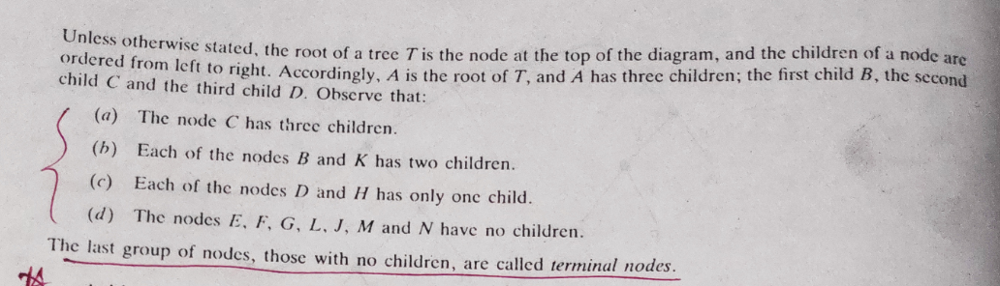 Unless otherwise stated, the root of a tree T is the node at the top of the diagram, and the children of a node are
ordered from left to right. Accordingly, A is the root of T, and A has three children; the first child B, the second
child C and the third child D. Observe that:
(a) The node C has three children.
(b) Each of the nodes B and K has two children.
(c) Each of the nodes D and H has only one child.
(d) The nodes E, F, G, L, J, M and N have no children.
The last group of nodes, those with no children, are called terminal nodes.